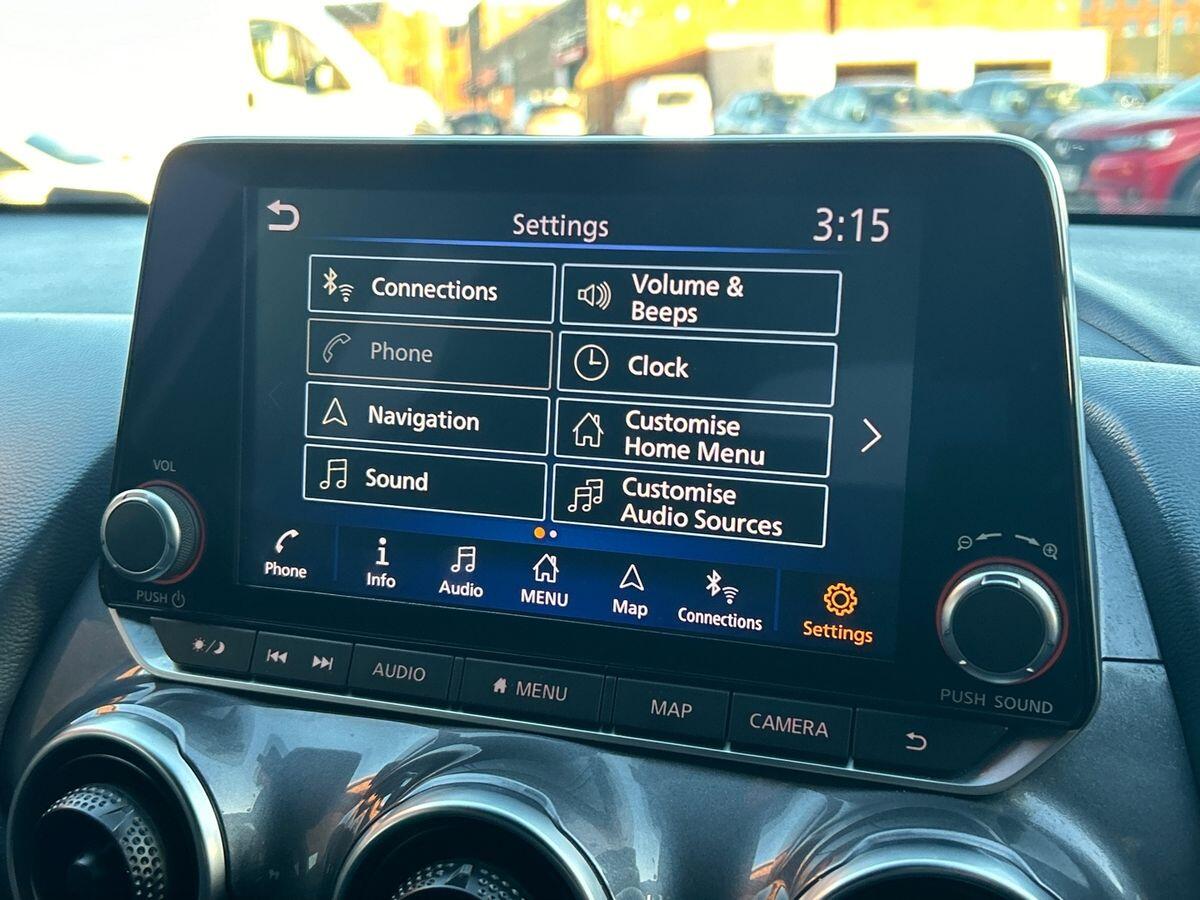 Settings
3:15
Connections
Volume &
Beeps
Phone
Clock
Navigation
Customise
Home Menu
Sound
Customise
Audio Sources
Phone
Info
Audio
MENU
Map
Connections
Settings
VOL
PUSH
PUSH SOUND
AUDIO
MENU
MAP
CAMERA